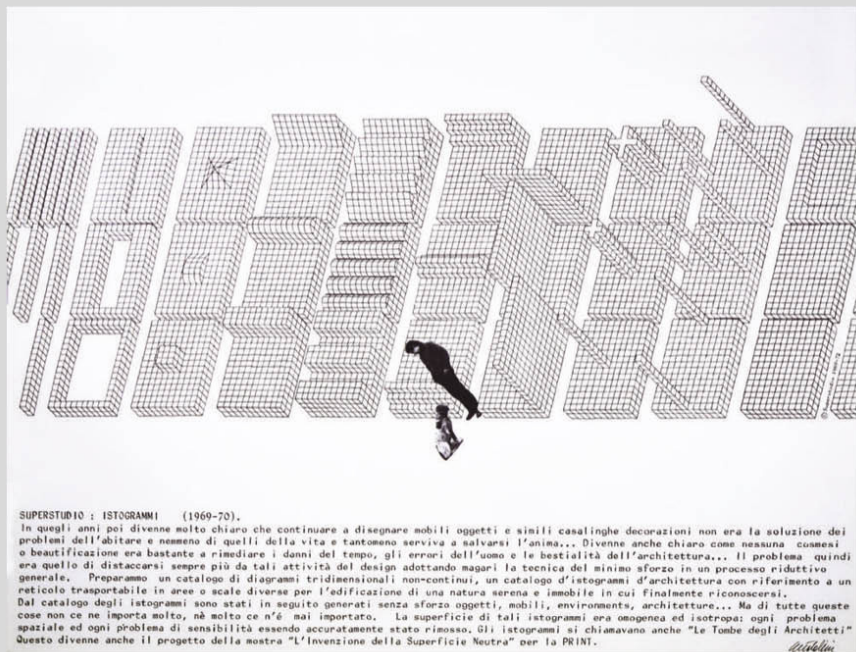 SUPERSTUDIO : ISTOGRAMMI (1969-70).
In quegli anni poi divenne molto chiaro che continuare a disegnare mobili oggetti e simili casalinghe decorazioni non era la soluzione dei
problemi dell'abitare e nemmeno di quelli della vita e tantomeno serviva a salvarsi l'anima... Divenne anche chiaro come nessuna cosmesi
o beautificazione era bastante a rimediare i danni del tempo, gli errori dell'uomo e le bestialità dell'architettura... Il problema quindi
era quello di distaccarsi sempre più da tali attività del design adottando magari la tecnica del minimo sforzo in un processo riduttivo
generale. Preparammo un catalogo di diagrammi tridimensionali non-continui, un catalogo d'istogrammi d'architettura con riferimento a un
reticolo trasportabile in aree o scale diverse per l'edificazione di una natura serena e immobile in cui finalmente riconoscersi.
Dal catalogo degli istogrammi sono stati in seguito generati senza sforzo oggetti, mobili, environments, architetture... Ma di tutte queste
cose non ce ne importa molto, nè molto ce n'é mai importato. La superficie di tali istogrammi era omogenea ed isotropa: ogni problema
spaziale ed ogni problema di sensibilità essendo accuratamente stato rimosso. Gli istogrammi si chiamavano anche "Le Tombe degli Architetti"
Questo divenne anche il progetto della mostra "L'Invenzione della Superficie Neutra" per la PRINT.